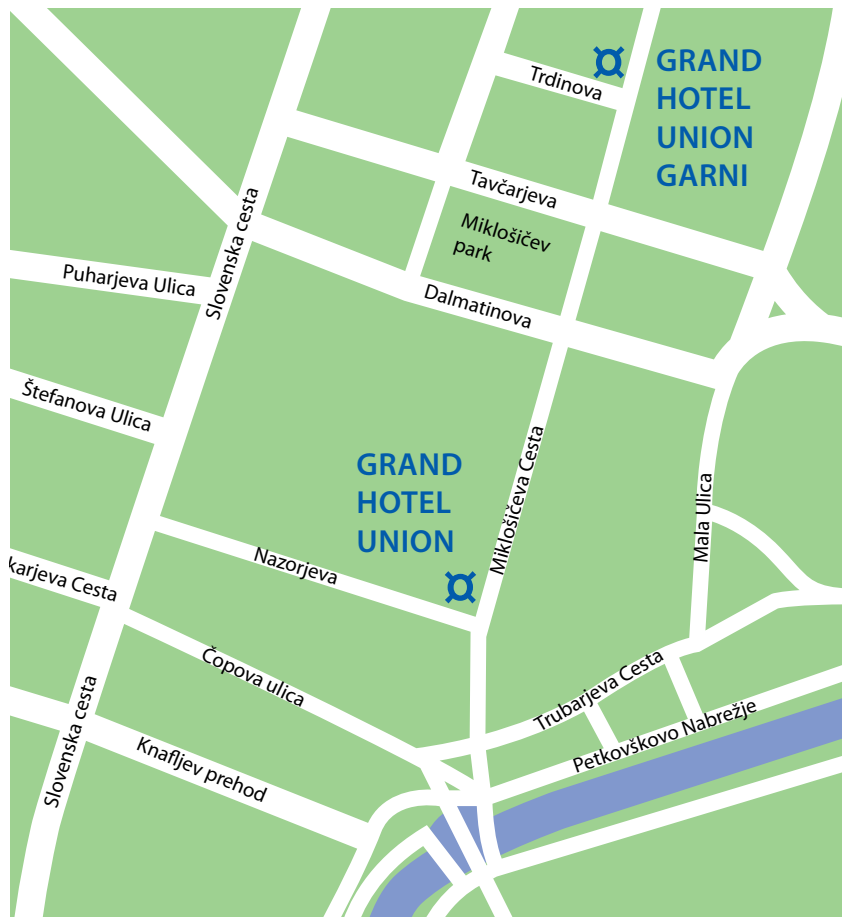 Trdinova
GRAND
HOTEL
UNION
GARNI
Tavčarjeva
Miklošičev
park
Slovenska cesta
Puharjeva Ulica
Dalmatinova
Štefanova Ulica
GRAND
HOTEL
UNION
Miklošičeva Cesta
Mala Ulica
Nazorjeva
karjeva Cesta
Čopova ulica
Trubarjeva Cesta
Slovenska cesta
Petkovškovo Nabrežje
Knafljev prehod